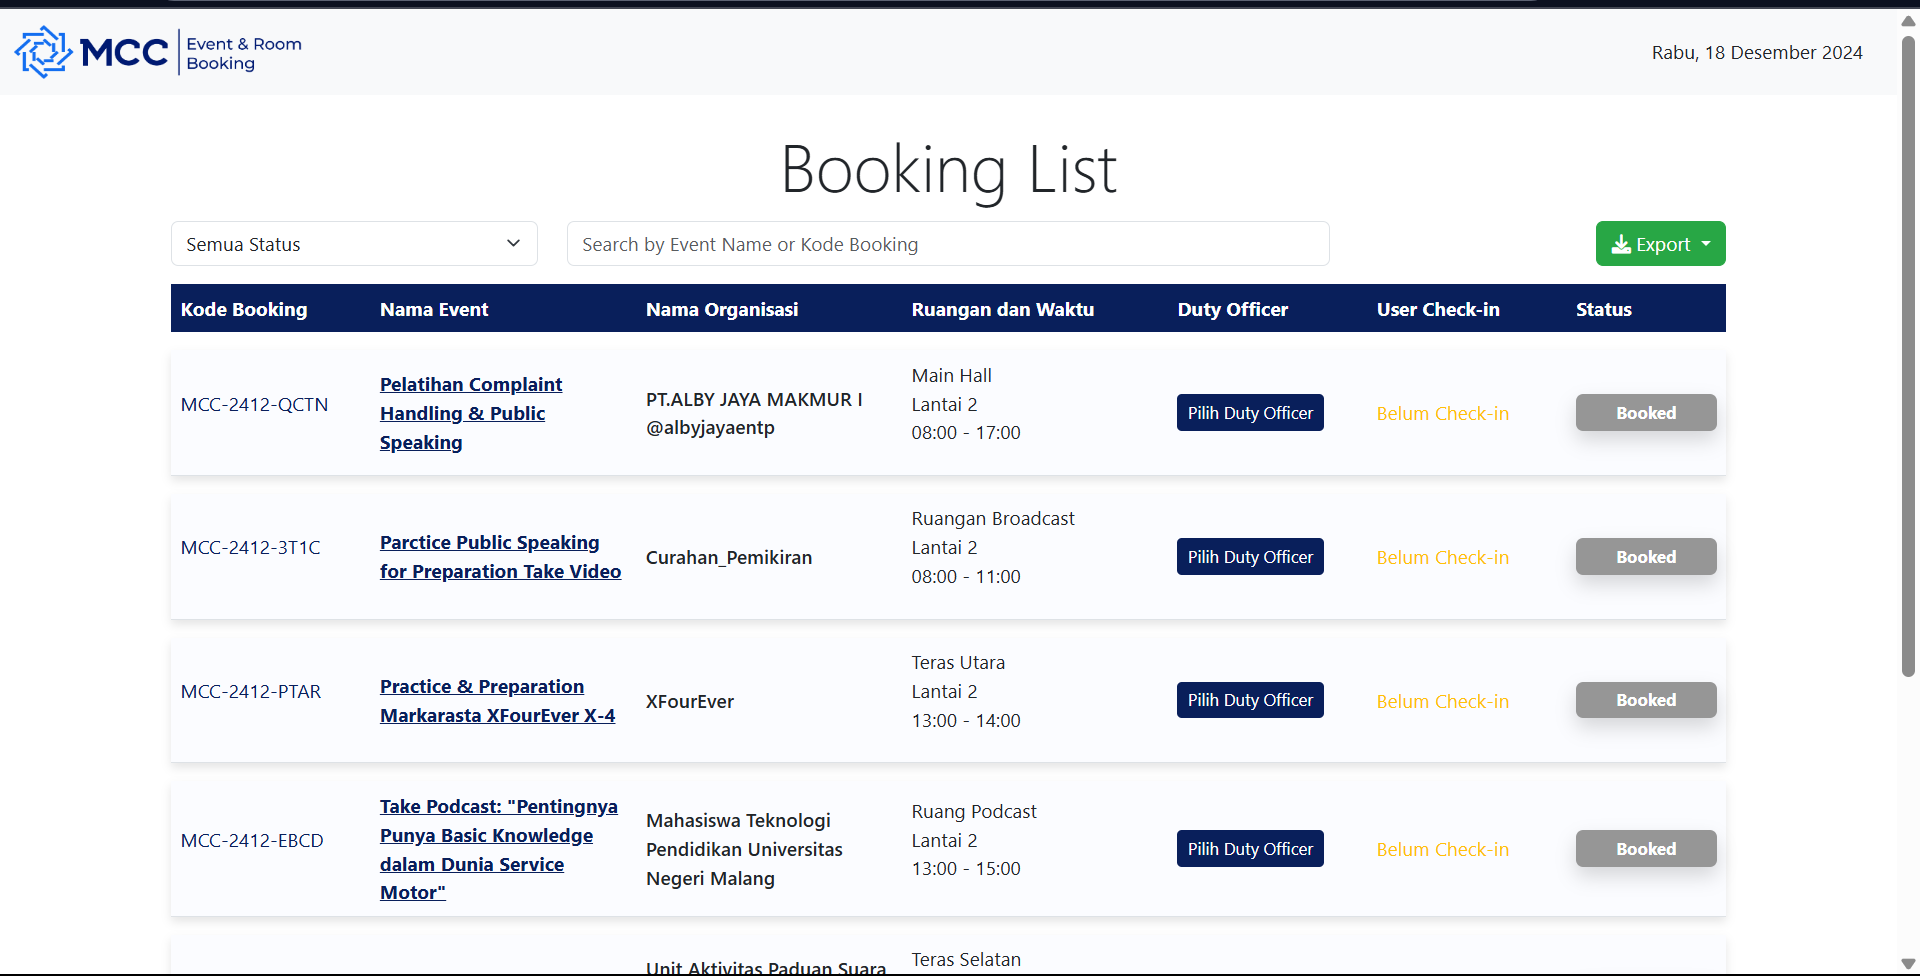 MCC Event & Room
Booking
Rabu, 18 Desember 2024
Booking List
Semua Status
Search by Event Name or Kode Booking
Export
Kode Booking Nama Event Nama Organisasi Ruangan dan Waktu Duty Officer User Check-in Status
MCC-2412-QCTN
Pelatihan Complaint
Handling & Public
Speaking
PT.ALBY JAYA MAKMUR I
@albyjayaentp
Main Hall
Lantai 2
08:00 - 17:00
Pilih Duty Officer
Belum Check-in
Booked
MCC-2412-3T1C
Parctice Public Speaking
for Preparation Take Video
Curahan_Pemikiran
Ruangan Broadcast
Lantai 2
08:00 - 11:00
Pilih Duty Officer
Belum Check-in
Booked
MCC-2412-PTAR
Practice & Preparation
Markarasta XFourEver X-4
XFourEver
Teras Utara
Lantai 2
13:00 - 14:00
Pilih Duty Officer
Belum Check-in
Booked
MCC-2412-EBCD
Take Podcast: "Pentingnya
Punya Basic Knowledge
dalam Dunia Service
Motor"
Mahasiswa Teknologi
Pendidikan Universitas
Negeri Malang
Ruang Podcast
Lantai 2
13:00 - 15:00
Pilih Duty Officer
Belum Check-in
Booked
Unit Aktivitas Paduan Suara
Teras Selatan